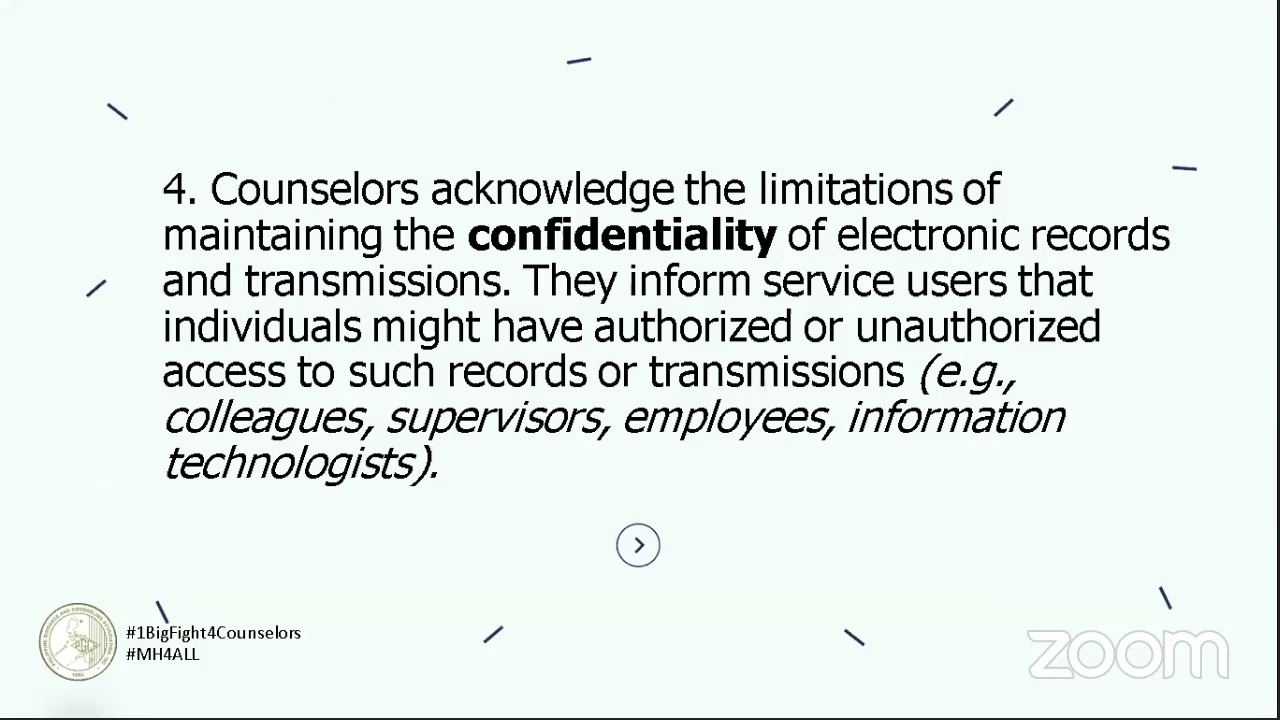 4. Counselors acknowledge the limitations of
maintaining the confidentiality of electronic records
and transmissions. They inform service users that
individuals might have authorized or unauthorized
access to such records or transmissions (e.g.,
colleagues, supervisors, employees, information
technologists).
#1BigFight4Counselors
#MH4ALL
zoom